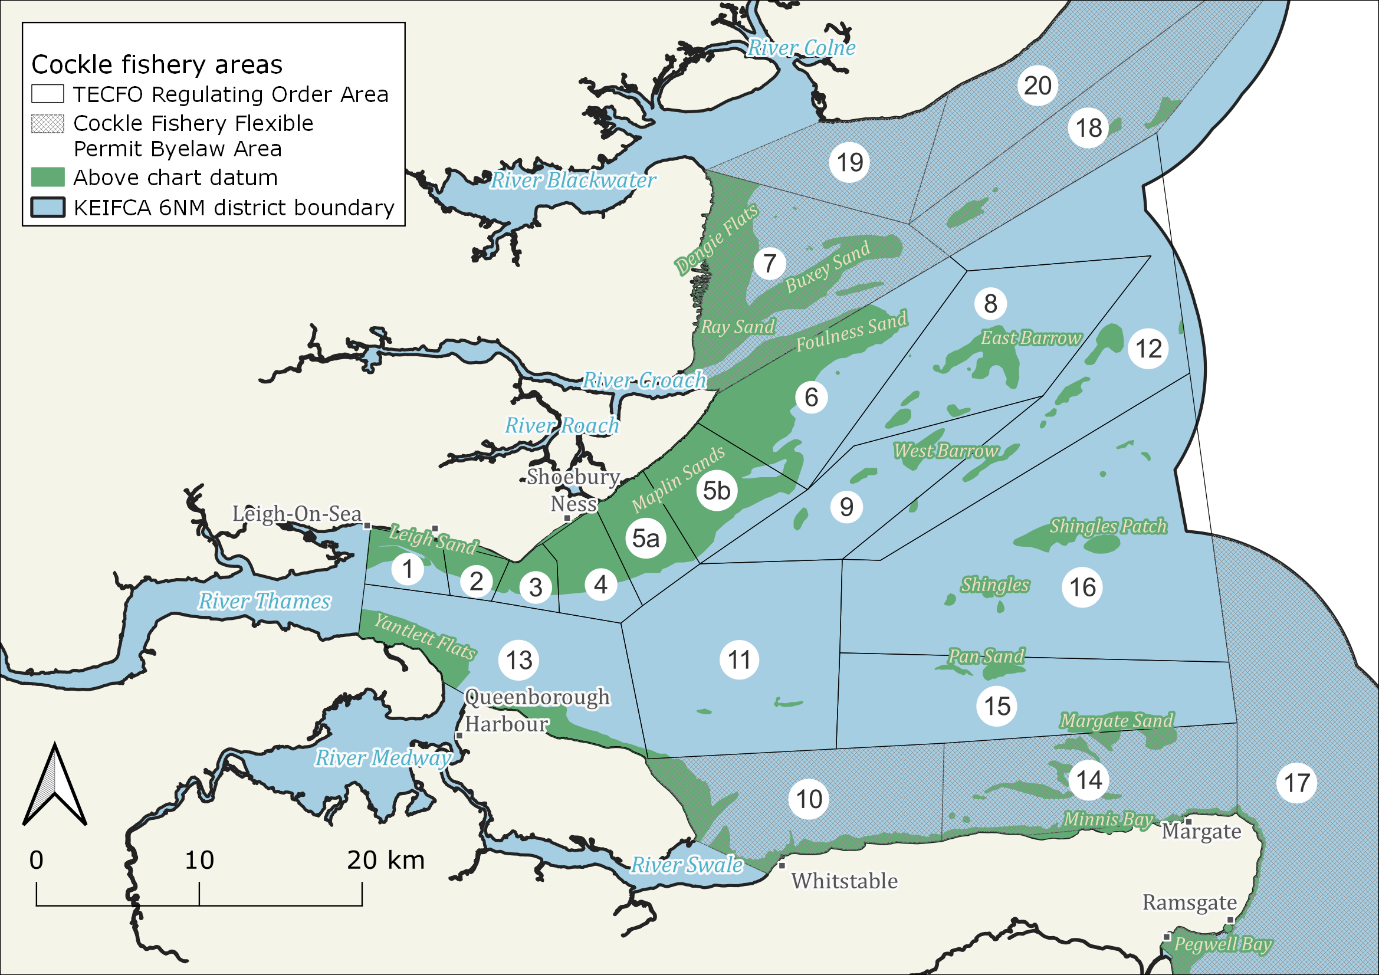 Cockle fishery areas
TECFO Regulating Order Area
Cockle Fishery Flexible
Permit Byelaw Area
Above chart datum
KEIFCA 6NM district boundary
River Colne
20
18
19
River Blackwater
Dengie Flats
7
Buxey Sand
Ray Sand
Foulness Sand
8
East Barrow
12
River Croach
6
River Roach
West Barrow
Shoebury
Ness
Maplin Sands
5b
9
Leigh-On-Sea
Leigh Sand
5a
Shingles Patch
1
2
3
4
Shingles
16
River Thames
Yantlett Flats
13
11
Pan Sand
Queenborough
Harbour
15
Margate Sand
River Medway
14
17
10
Minnis Bay
Margate
0 10 20 km
River Swale
Whitstable
Ramsgate
Pegwell Bay